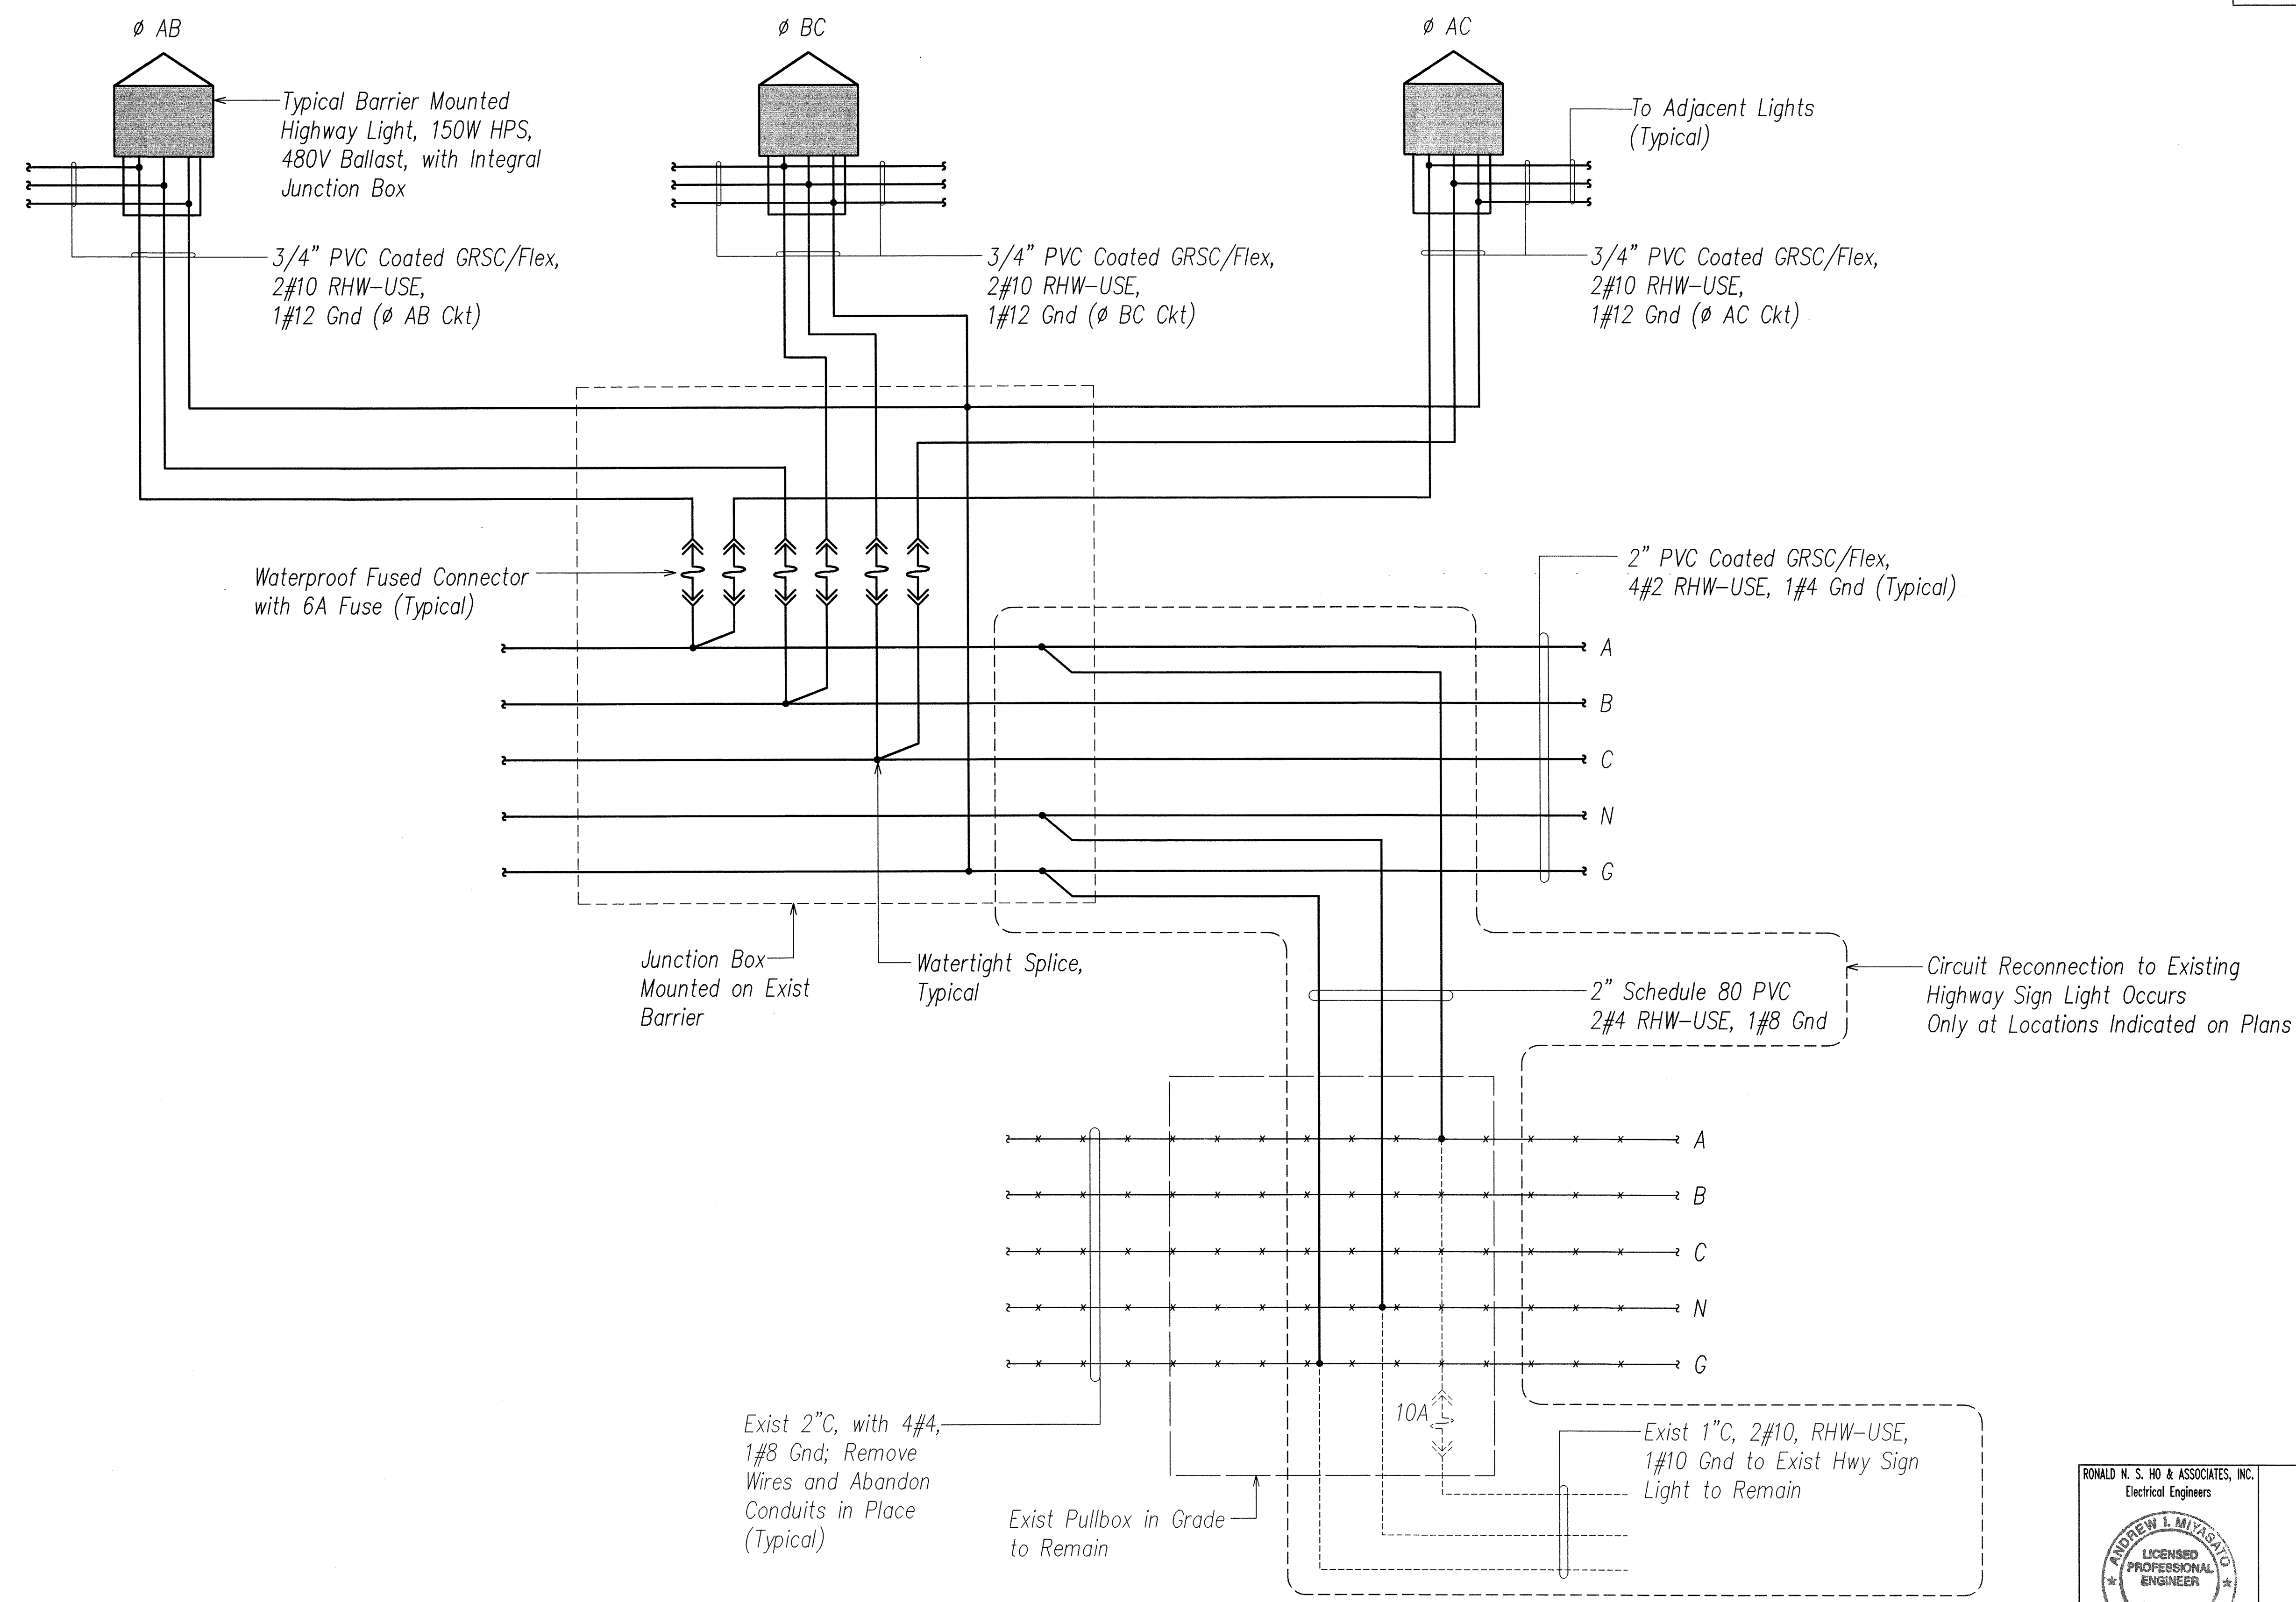 ø AB
ø BC
ø AC
Typical Barrier Mounted
Highway Light, 150W HPS,
480V Ballast, with Integral
Junction Box
To Adjacent Lights
(Typical)
3/4" PVC Coated GRSC/Flex,
2#10 RHW-USE,
1#12 Gnd (ø AB Ckt)
3/4" PVC Coated GRSC/Flex,
2#10 RHW-USE,
1#12 Gnd (ø BC Ckt)
3/4" PVC Coated GRSC/Flex,
2#10 RHW-USE,
1#12 Gnd (ø AC Ckt)
Waterproof Fused Connector
with 6A Fuse (Typical)
2" PVC Coated GRSC/Flex,
4#2 RHW-USE, 1#4 Gnd (Typical)
A
B
C
N
G
Junction Box
Mounted on Exist
Barrier
Watertight Splice,
Typical
2" Schedule 80 PVC
2#4 RHW-USE, 1#8 Gnd
Circuit Reconnection to Existing
Highway Sign Light Occurs
Only at Locations Indicated on Plans
A
B
C
N
G
10A
Exist 2"C, with 4#4,
1#8 Gnd; Remove
Wires and Abandon
Conduits in Place
(Typical)
Exist Pullbox in Grade
to Remain
Exist 1"C, 2#10, RHW-USE,
1#10 Gnd to Exist Hwy Sign
Light to Remain
RONALD N. S. HO & ASSOCIATES, INC.
Electrical Engineers
ANDREW I. MIYASATO
LICENSED
PROFESSIONAL
ENGINEER